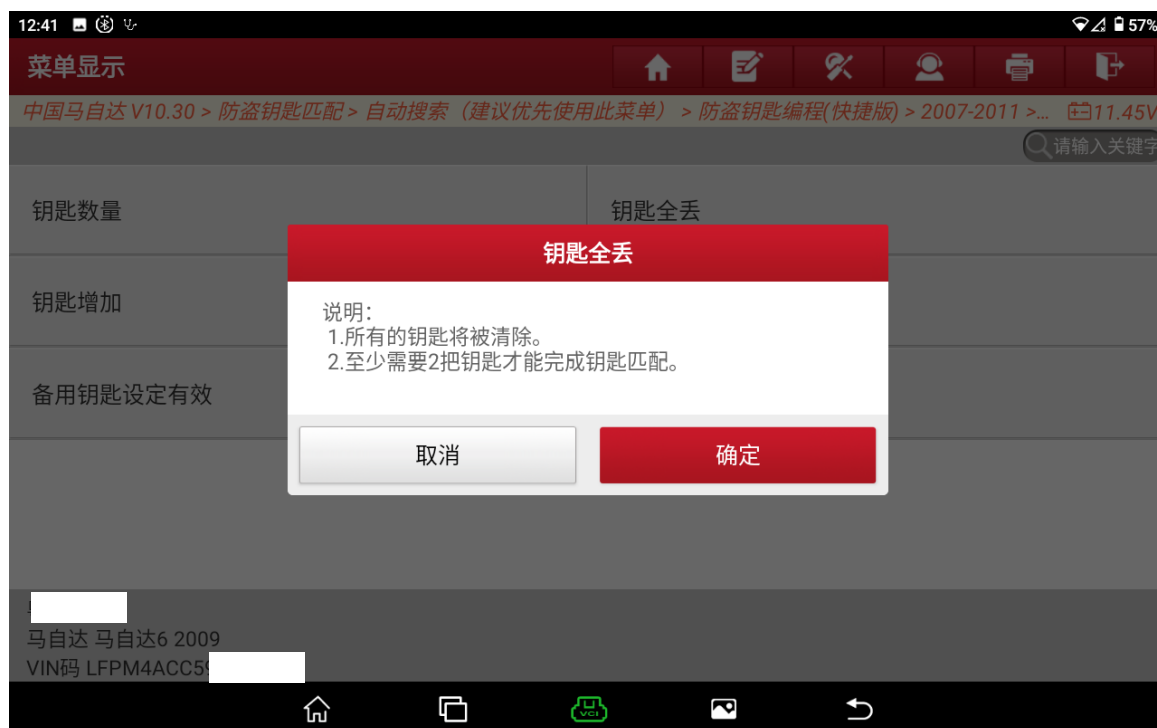 12:41
57%
菜单显示
中国马自达 V10.30 > 防盗钥匙匹配 > 自动搜索（建议优先使用此菜单） > 防盗钥匙编程(快捷版) > 2007-2011 >...
11.45V
请输入关键字
钥匙数量
钥匙全丢
钥匙全丢
钥匙增加
说明：
1.所有的钥匙将被清除。
2.至少需要2把钥匙才能完成钥匙匹配。
备用钥匙设定有效
取消
确定
马自达 马自达6 2009
VIN码 LFPM4ACC59
VCI